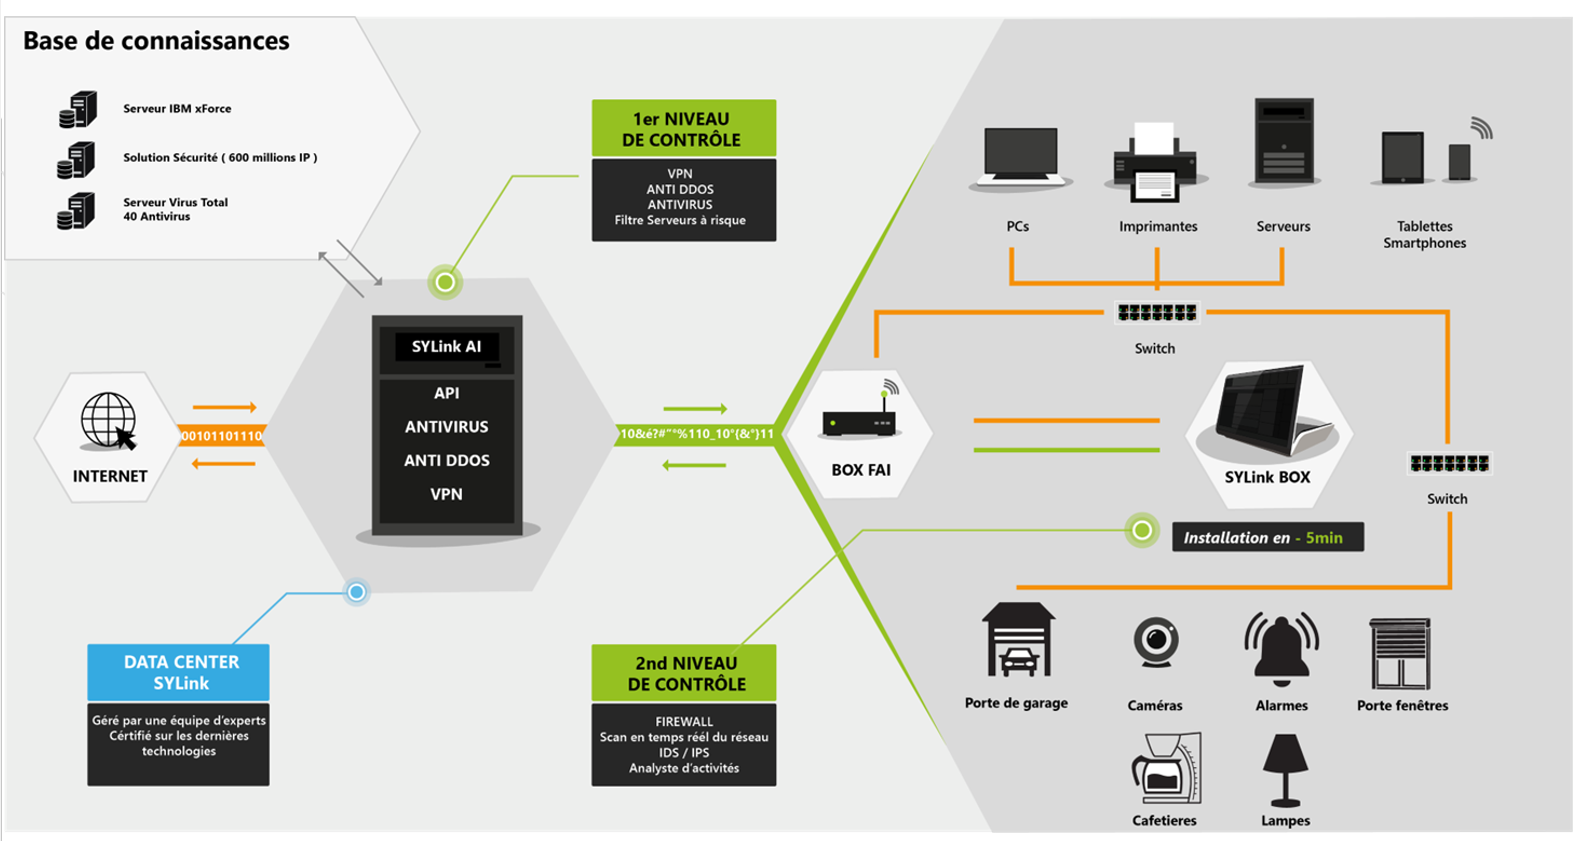 Base de connaissances
Serveur IBM xForce
Solution Sécurité ( 600 millions IP )
Serveur Virus Total
40 Antivirus
1er NIVEAU
DE CONTRÔLE
VPN
ANTI DDOS
ANTIVIRUS
Filtre Serveurs à risque
PCs
Imprimantes
Serveurs
Tablettes
Smartphones
Switch
SYLink AI
API
ANTIVIRUS
ANTI DDOS
VPN
INTERNET
00101101110
10&é?#"°%110_10°{&°}11
BOX FAI
SYLink BOX
Switch
Installation en - 5min
DATA CENTER
SYLink
Géré par une équipe d'experts
Cértifié sur les dernières
technologies
2nd NIVEAU
DE CONTRÔLE
FIREWALL
Scan en temps réél du réseau
IDS / IPS
Analyste d'activités
Porte de garage
Caméras
Alarmes
Porte fenêtres
Cafetieres
Lampes